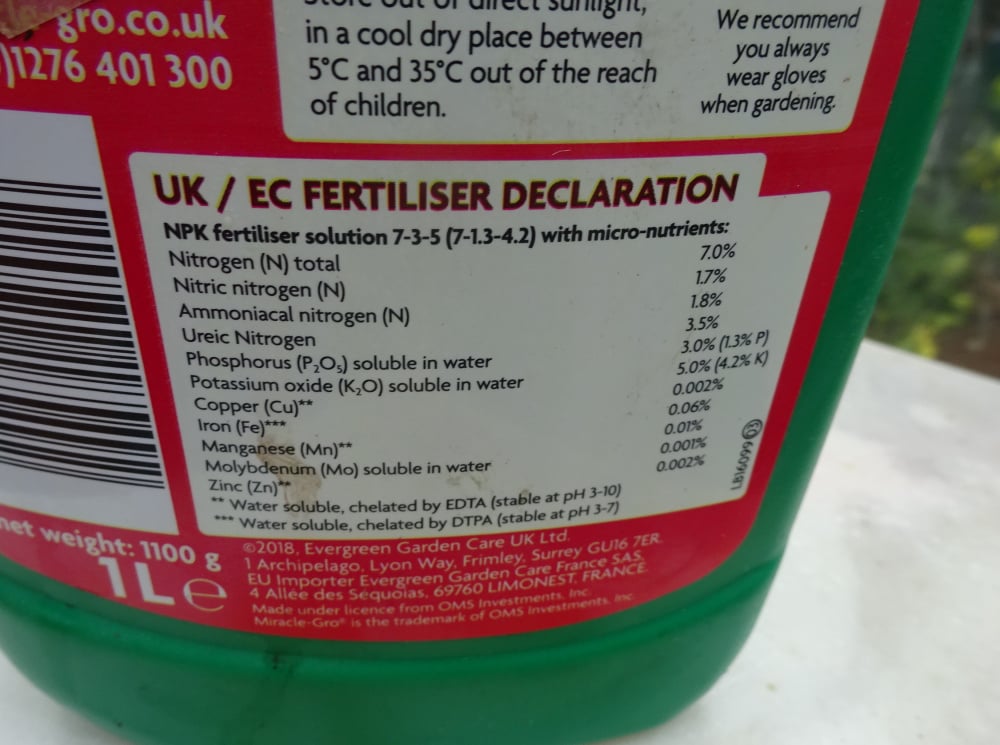 gro.co.uk
)1276 401 300
Store out of direct sunlight,
in a cool dry place between
5°C and 35°C out of the reach
of children.
We recommend
you always
wear gloves
when gardening.
UK / EC FERTILISER DECLARATION
NPK fertiliser solution 7-3-5 (7-1.3-4.2) with micro-nutrients:
Nitrogen (N) total 7.0%
Nitric nitrogen (N) 1.7%
Ammoniacal nitrogen (N) 1.8%
Ureic Nitrogen 3.5%
Phosphorus (P₂O₅) soluble in water 3.0% (1.3% P)
Potassium oxide (K₂O) soluble in water 5.0% (4.2% K)
Copper (Cu)** 0.002%
Iron (Fe)*** 0.06%
Manganese (Mn)** 0.01%
Molybdenum (Mo) soluble in water 0.001%
Zinc (Zn)** 0.002%
** Water soluble, chelated by EDTA (stable at pH 3-10)
*** Water soluble, chelated by DTPA (stable at pH 3-7)
LB16099 03
net weight: 1100 g
1L e
©2018, Evergreen Garden Care UK Ltd.
1 Archipelago, Lyon Way, Frimley, Surrey GU16 7ER.
EU Importer Evergreen Garden Care France SAS,
4 Allée des Séquoias, 69760 LIMONEST, FRANCE.
Made under licence from OMS Investments, Inc.
Miracle-Gro® is the trademark of OMS Investments, Inc.